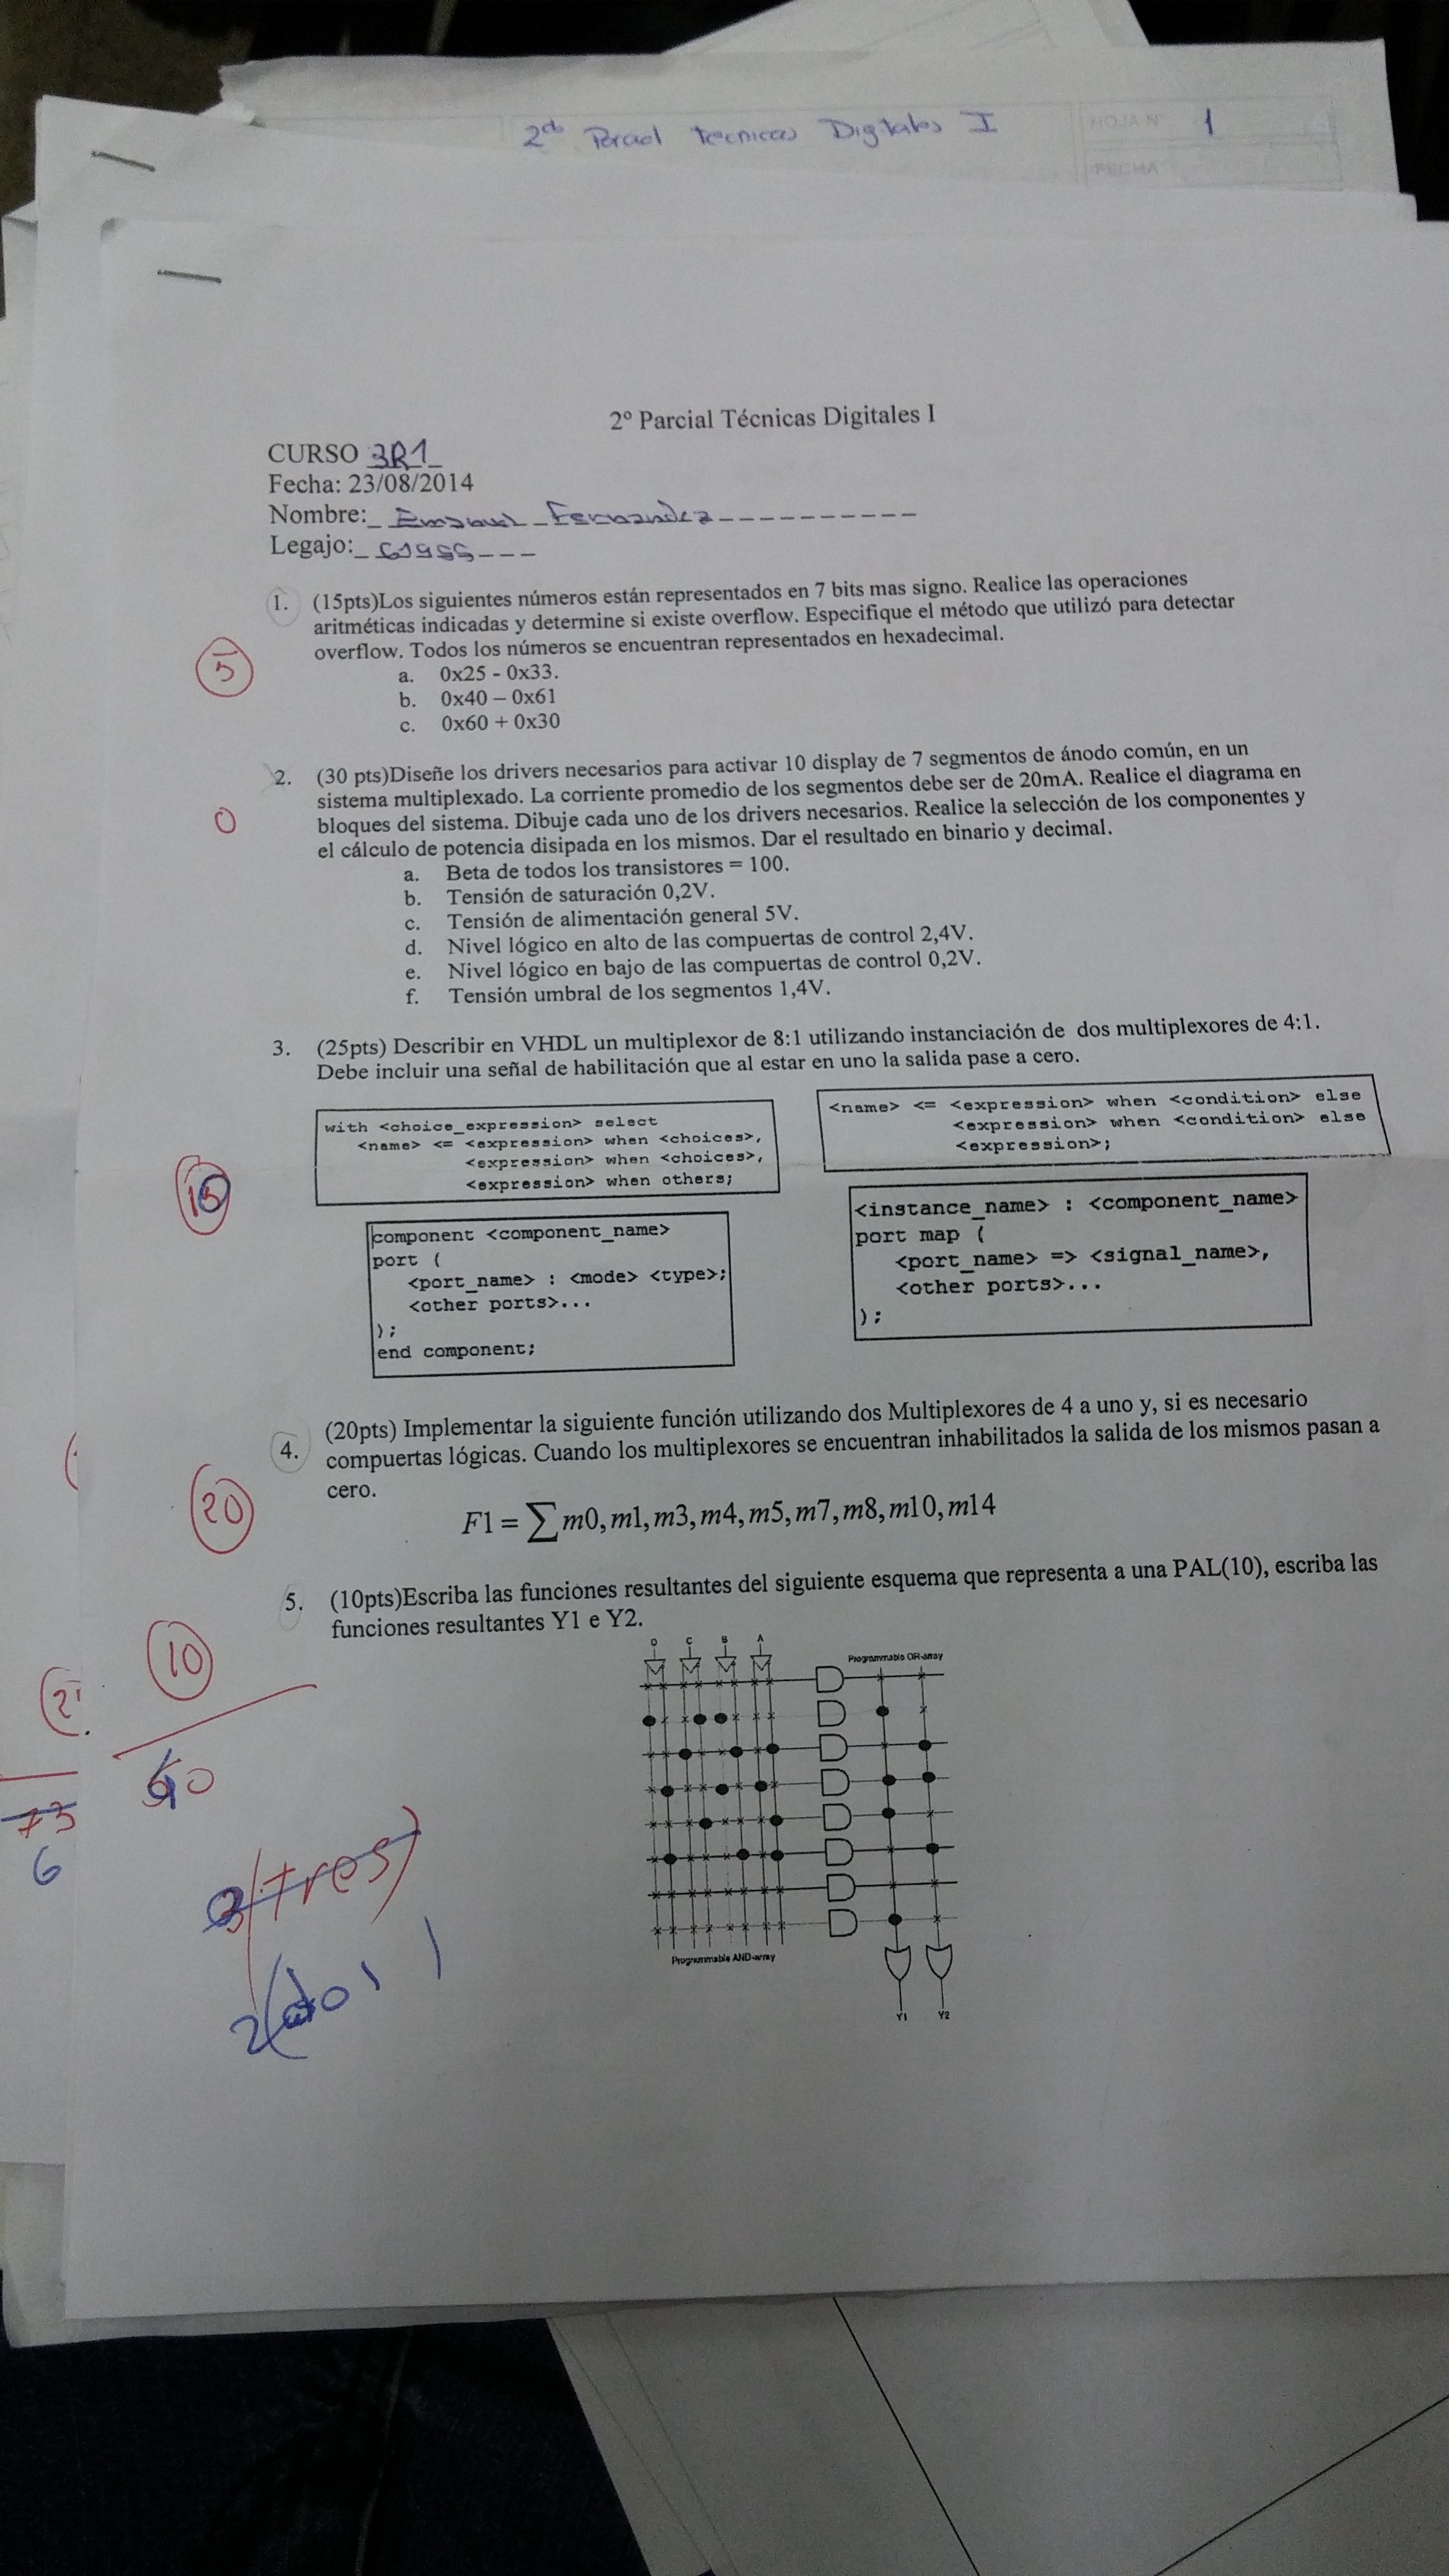 2do Parcial Tecnicas Digitales I
HOJA Nº 1
FECHA
2º Parcial Técnicas Digitales I
CURSO 3R1
Fecha: 23/08/2014
Nombre: Emanuel Fernandez
Legajo:
1. (15pts)Los siguientes números están representados en 7 bits mas signo. Realice las operaciones
aritméticas indicadas y determine si existe overflow. Especifique el método que utilizó para detectar
overflow. Todos los números se encuentran representados en hexadecimal.
5
a. 0x25 - 0x33.
b. 0x40 – 0x61
c. 0x60 + 0x30
2. (30 pts)Diseñe los drivers necesarios para activar 10 display de 7 segmentos de ánodo común, en un
sistema multiplexado. La corriente promedio de los segmentos debe ser de 20mA. Realice el diagrama en
0
bloques del sistema. Dibuje cada uno de los drivers necesarios. Realice la selección de los componentes y
el cálculo de potencia disipada en los mismos. Dar el resultado en binario y decimal.
a. Beta de todos los transistores = 100.
b. Tensión de saturación 0,2V.
c. Tensión de alimentación general 5V.
d. Nivel lógico en alto de las compuertas de control 2,4V.
e. Nivel lógico en bajo de las compuertas de control 0,2V.
f. Tensión umbral de los segmentos 1,4V.
3. (25pts) Describir en VHDL un multiplexor de 8:1 utilizando instanciación de dos multiplexores de 4:1.
Debe incluir una señal de habilitación que al estar en uno la salida pase a cero.
with <choice_expression> select
<name> <= <expression> when <choices>,
<expression> when <choices>,
<expression> when others;
<name> <= <expression> when <condition> else
<expression> when <condition> else
<expression>;
component <component_name>
port (
<port_name> : <mode> <type>;
<other ports>...
);
end component;
<instance_name> : <component_name>
port map (
<port_name> => <signal_name>,
<other ports>...
);
4. (20pts) Implementar la siguiente función utilizando dos Multiplexores de 4 a uno y, si es necesario
compuertas lógicas. Cuando los multiplexores se encuentran inhabilitados la salida de los mismos pasan a
cero.
20
F1 = ∑ m0, m1, m3, m4, m5, m7, m8, m10, m14
5. (10pts)Escriba las funciones resultantes del siguiente esquema que representa a una PAL(10), escriba las
funciones resultantes Y1 e Y2.
10
D C B A
Programmable OR-array
Programmable AND-array
Y1 Y2
73
6
3(tres)
2(dos)